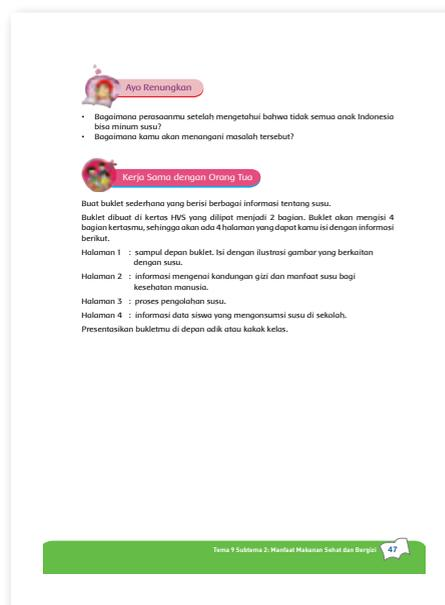 Ayo Renungkan
• Bagaimana perasaanmu setelah mengetahui bahwa tidak semua anak Indonesia
bisa minum susu?
• Bagaimana kamu akan menangani masalah tersebut?
Kerja Sama dengan Orang Tua
Buat buklet sederhana yang berisi berbagai informasi tentang susu.
Buklet dibuat di kertas HVS yang dilipat menjadi 2 bagian. Buklet akan mengisi 4
bagian kertasmu, sehingga akan ada 4 halaman yang dapat kamu isi dengan informasi
berikut.
Halaman 1 : sampul depan buklet. Isi dengan ilustrasi gambar yang berkaitan
dengan susu.
Halaman 2 : informasi mengenai kandungan gizi dan manfaat susu bagi
kesehatan manusia.
Halaman 3 : proses pengolahan susu.
Halaman 4 : informasi data siswa yang mengonsumsi susu di sekolah.
Presentasikan bukletmu di depan adik atau kakak kelas.
Tema 9 Subtema 2: Manfaat Makanan Sehat dan Bergizi 47